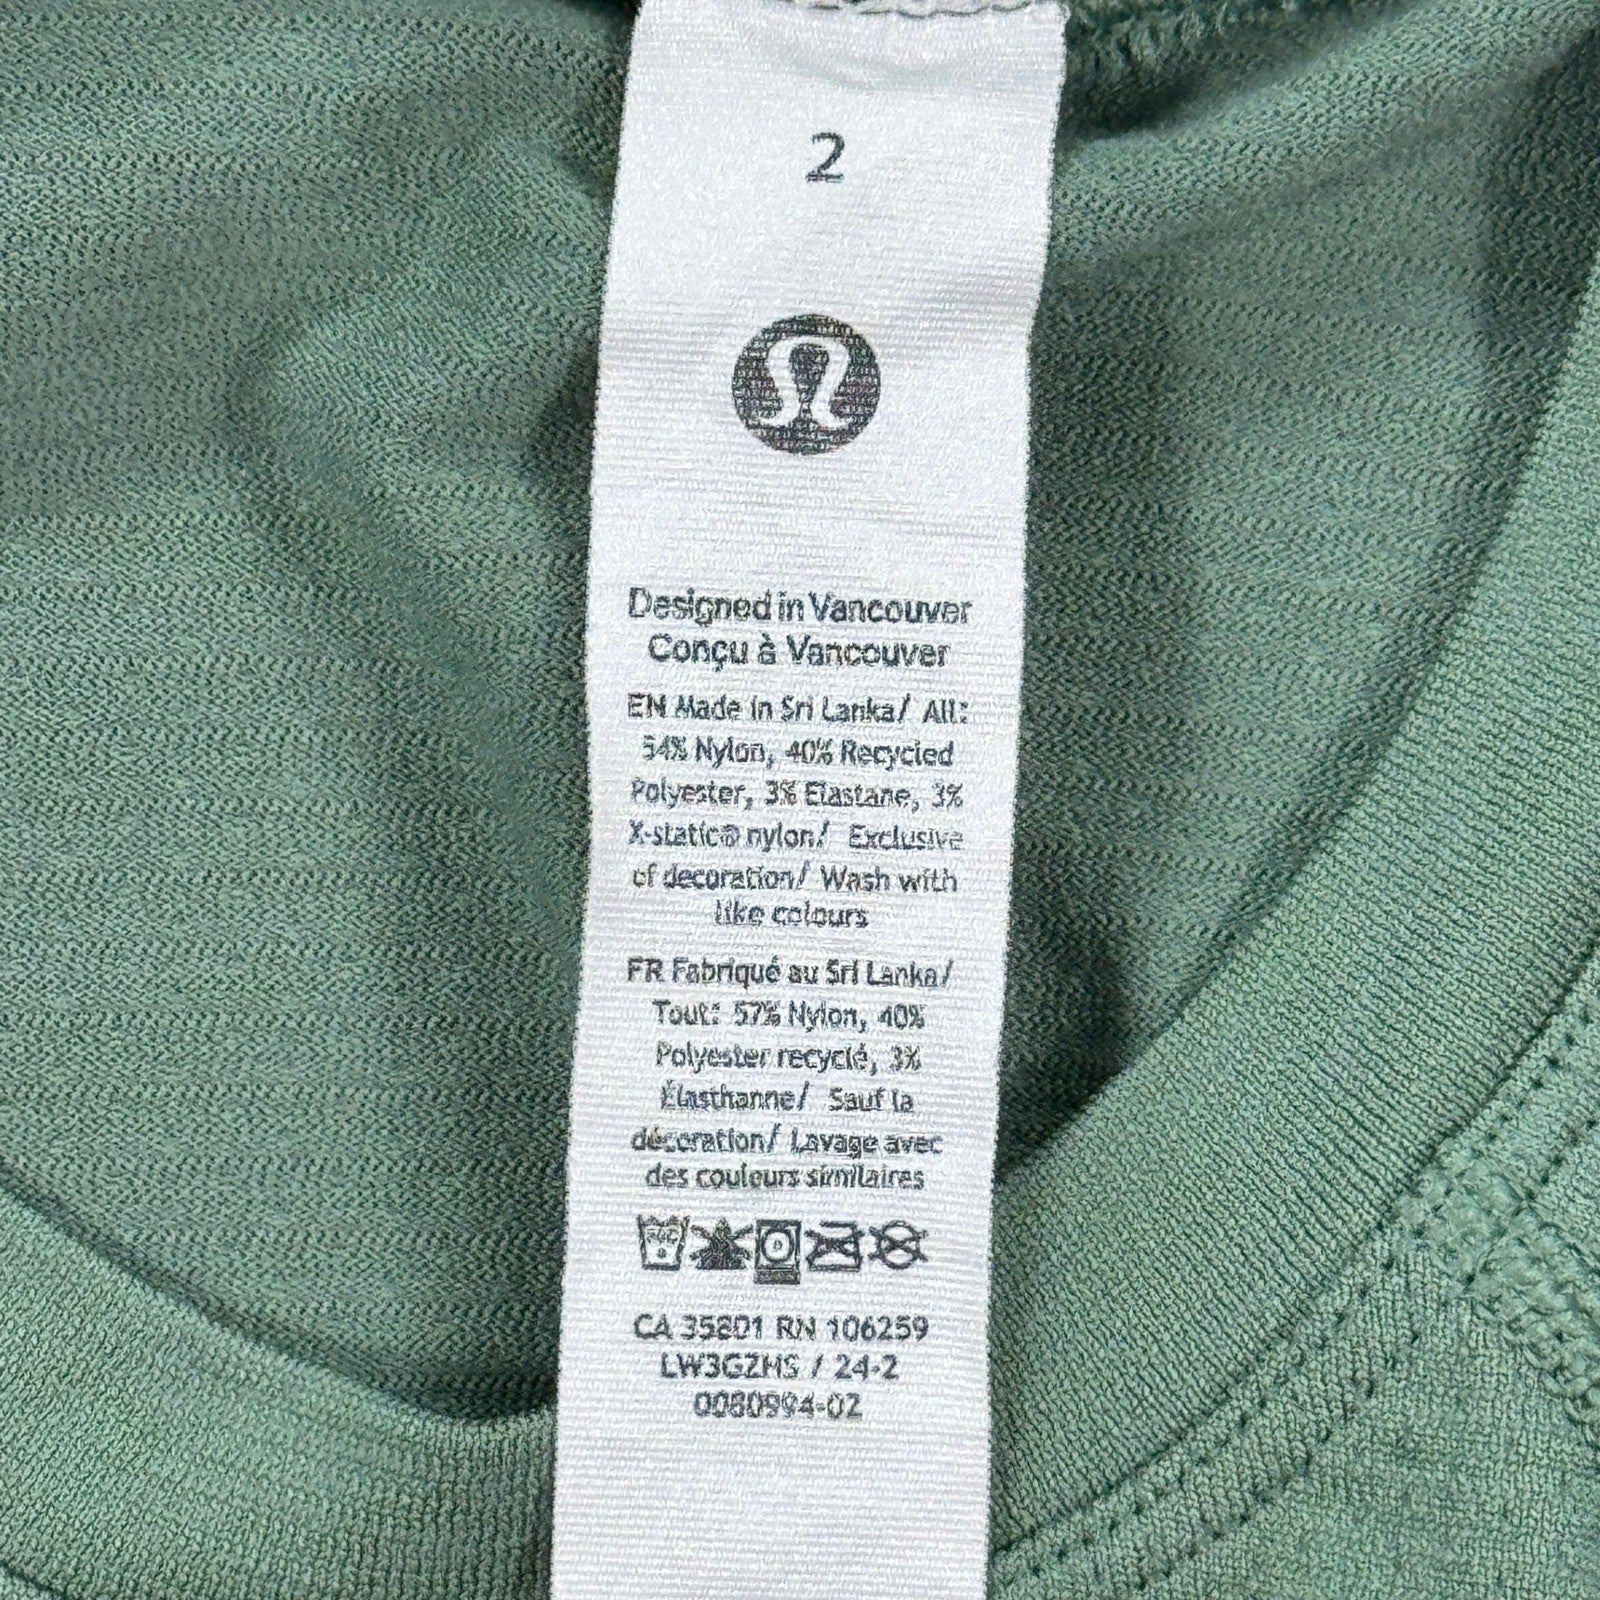 2
Designed in Vancouver
Conçu à Vancouver
EN Made in Sri Lanka/ All:
54% Nylon, 40% Recycled
Polyester, 3% Elastane, 3%
X-static® nylon/ Exclusive
of decoration/ Wash with
like colours
FR Fabriqué au Sri Lanka/
Tout: 57% Nylon, 40%
Polyester recyclé, 3%
Élasthanne/ Sauf la
décoration/ Lavage avec
des couleurs similaires
CA 35801 RN 106259
LW3GZHS / 24-2
0080994-02